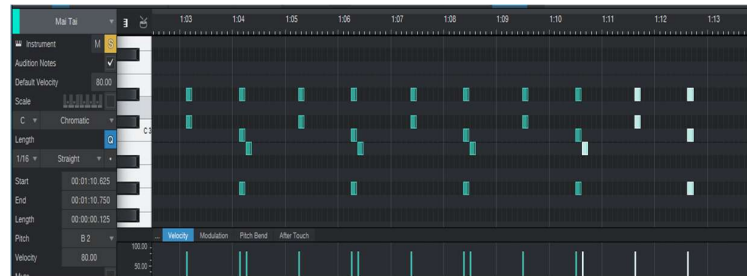 Mai Tai
1:03 1:04 1:05 1:06 1:07 1:08 1:09 1:10 1:11 1:12 1:13
Instrument M S
Audition Notes
Default Velocity 80.00
Scale
C Chromatic
C 3
Length Q
1/16 Straight
Start 00:01:10.625
End 00:01:10.750
Length 00:00:00.125
Pitch B 2
... Velocity Modulation Pitch Bend After Touch
Velocity 80.00
100.00
50.00
Mute